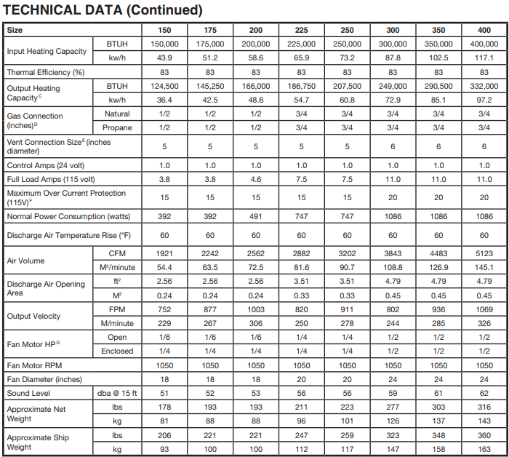 TECHNICAL DATA (Continued)
Size 150 175 200 225 250 300 350 400
Input Heating Capacity BTUH 150,000 175,000 200,000 225,000 250,000 300,000 350,000 400,000
kw/h 43.9 51.2 58.6 65.9 73.2 87.8 102.5 117.1
Thermal Efficiency (%) 83 83 83 83 83 83 83 83
Output Heating Capacity BTUH 124,500 145,250 166,000 186,750 207,500 249,000 290,500 332,000
kw/h 36.4 42.5 48.6 54.7 60.8 72.9 85.1 97.2
Gas Connection (inches) Natural 1/2 1/2 1/2 3/4 3/4 3/4 3/4 3/4
Propane 1/2 1/2 1/2 3/4 3/4 3/4 3/4 3/4
Vent Connection Size (inches diameter) 5 5 5 5 5 6 6 6
Control Amps (24 volt) 1.0 1.0 1.0 1.0 1.0 1.0 1.0 1.0
Full Load Amps (115 volt) 3.8 3.8 4.6 7.5 7.5 11.0 11.0 11.0
Maximum Over Current Protection (115V) 15 15 15 15 15 20 20 20
Normal Power Consumption (watts) 392 392 491 747 747 1086 1086 1086
Discharge Air Temperature Rise (°F) 60 60 60 60 60 60 60 60
Air Volume CFM 1921 2242 2562 2882 3202 3843 4483 5123
M³/minute 54.4 63.5 72.5 81.6 90.7 108.8 126.9 145.1
Discharge Air Opening Area ft² 2.56 2.56 2.56 3.51 3.51 4.79 4.79 4.79
M² 0.24 0.24 0.24 0.33 0.33 0.45 0.45 0.45
Output Velocity FPM 752 877 1003 820 911 802 936 1069
M/minute 229 267 306 250 278 244 285 326
Fan Motor HP Open 1/6 1/6 1/6 1/4 1/4 1/2 1/2 1/2
Enclosed 1/4 1/4 1/4 1/4 1/4 1/2 1/2 1/2
Fan Motor RPM 1050 1050 1050 1050 1050 1050 1050 1050
Fan Diameter (inches) 18 18 18 20 20 24 24 24
Sound Level dba @ 15 ft 51 52 53 56 56 59 61 62
Approximate Net Weight lbs 178 193 193 211 223 277 303 316
kg 81 88 88 96 101 126 137 143
Approximate Ship Weight lbs 206 221 221 247 259 323 348 360
kg 93 100 100 112 117 147 158 163